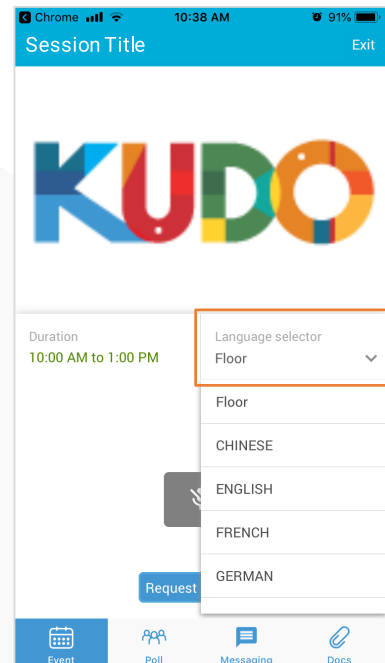 Chrome 10:38 AM 91%
Session Title Exit
KUDO
Duration
10:00 AM to 1:00 PM
Language selector
Floor
Floor
CHINESE
ENGLISH
FRENCH
GERMAN
Request
Event Poll Messaging Docs